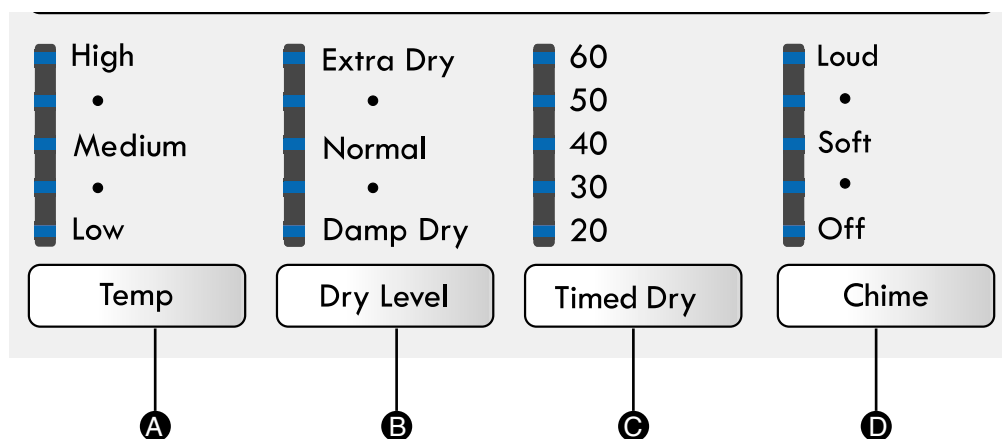 High Extra Dry 60 Loud
• • 50 •
Medium Normal 40 Soft
• • 30 •
Low Damp Dry 20 Off
Temp Dry Level Timed Dry Chime
A B C D